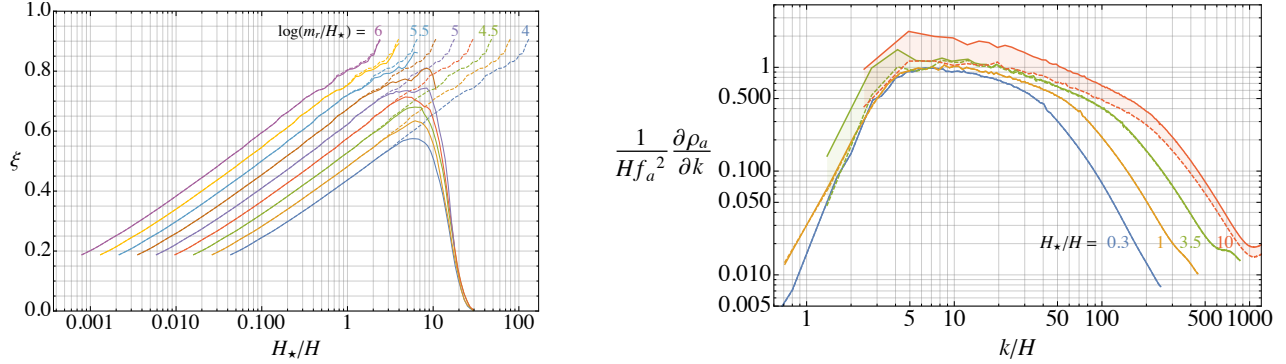 1.0
0.8
0.6
0.4
0.2
0.0
ξ
log(m_r/H_⋆) = 6 5.5 5 4.5 4
0.001 0.010 0.100 1 10 100
H_⋆/H
1
0.500
0.100
0.050
0.010
0.005
1/(H f_a²) ∂ρ_a/∂k
H_⋆/H = 0.3 1 3.5 10
1 5 10 50 100 500 1000
k/H